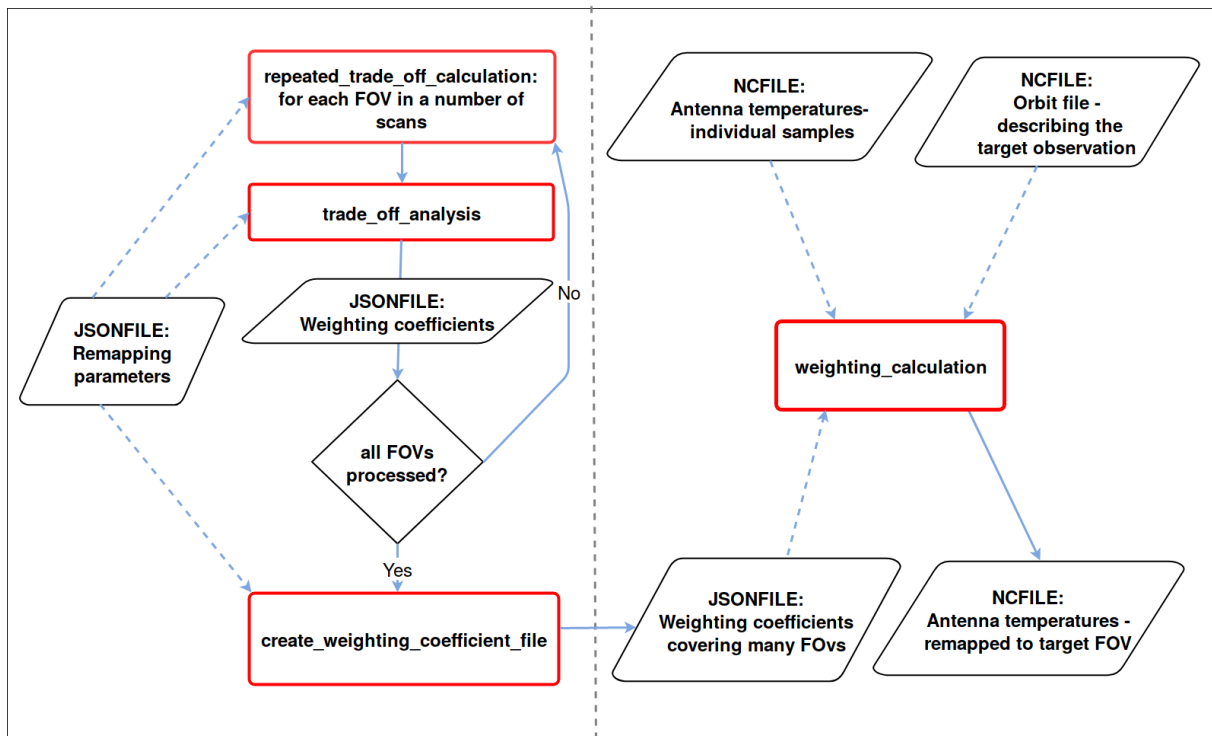 repeated_trade_off_calculation:
for each FOV in a number of
scans
trade_off_analysis
JSONFILE:
Weighting coefficients
No
JSONFILE:
Remapping
parameters
all FOVs
processed?
Yes
create_weighting_coefficient_file
NCFILE:
Antenna temperatures-
individual samples
NCFILE:
Orbit file -
describing the
target observation
weighting_calculation
JSONFILE:
Weighting coefficients
covering many FOvs
NCFILE:
Antenna temperatures -
remapped to target FOV